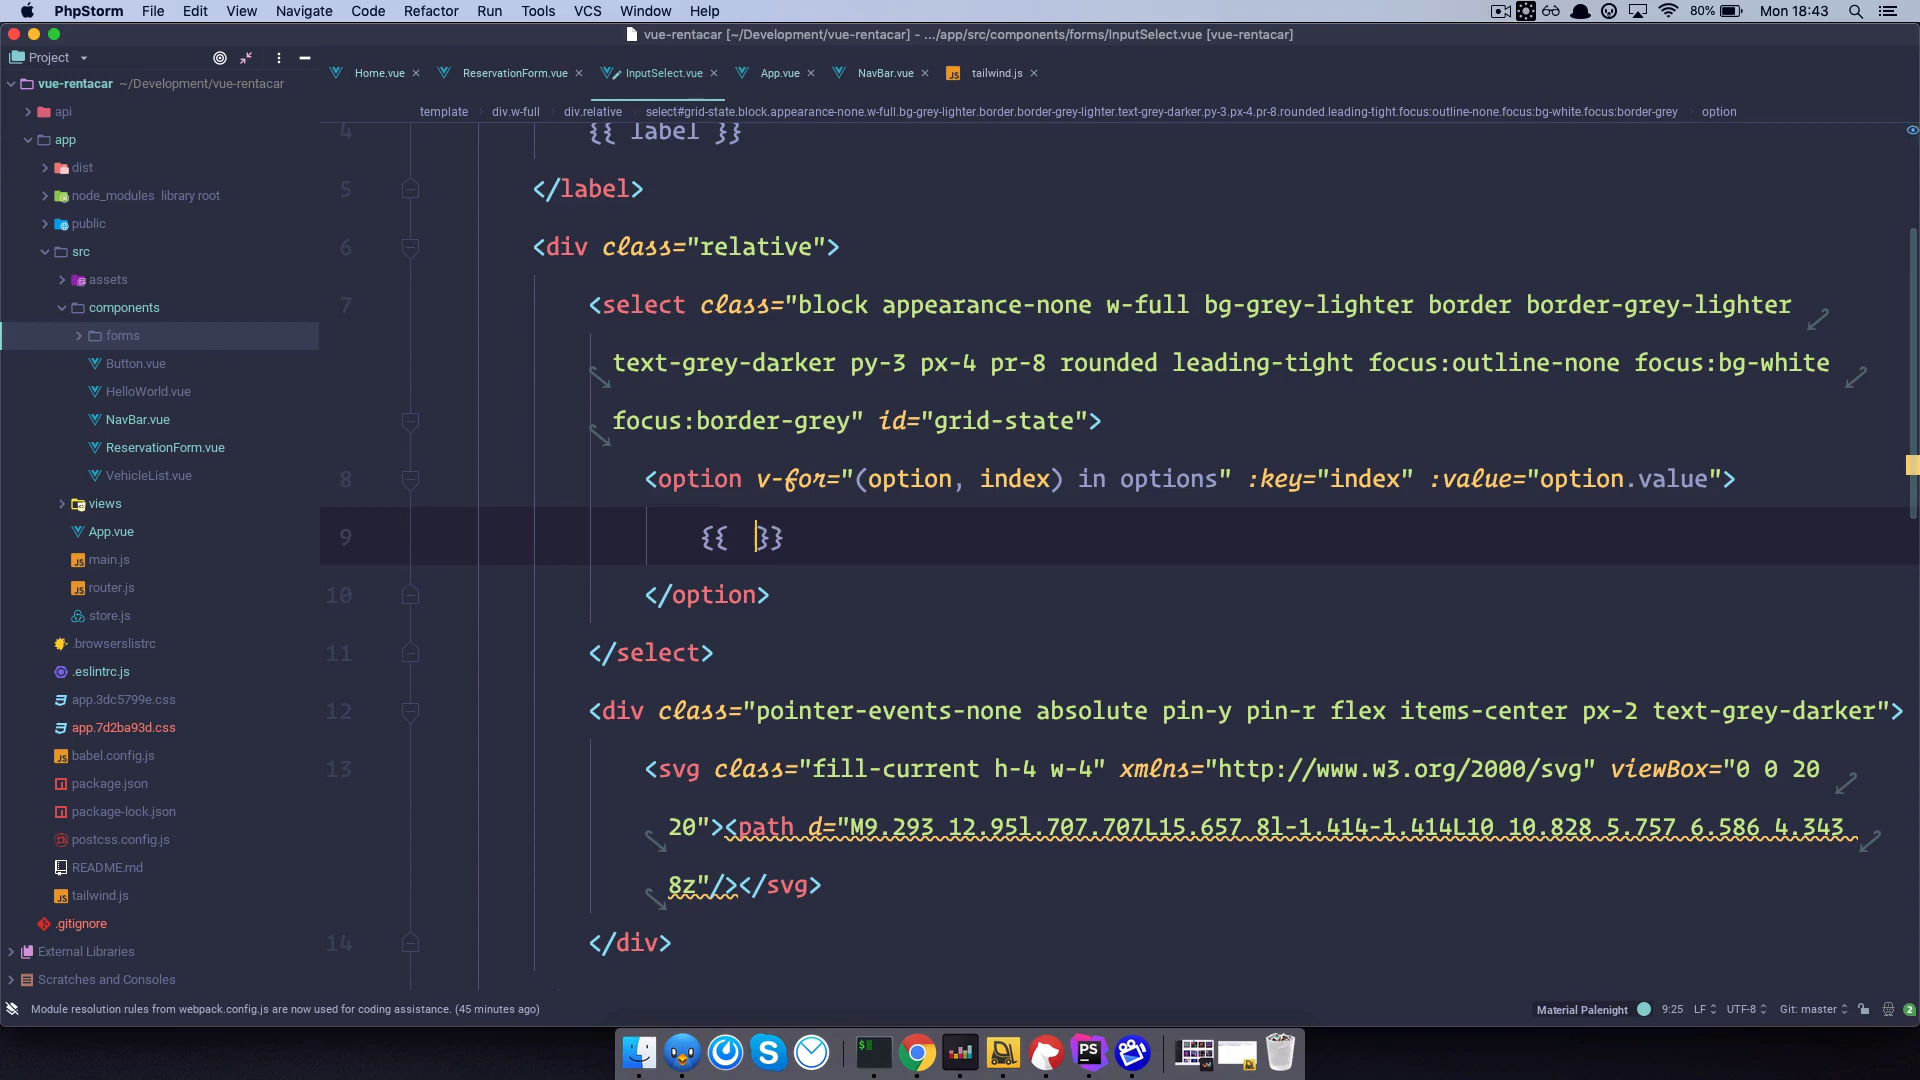 PhpStorm File Edit View Navigate Code Refactor Run Tools VCS Window Help 80% Mon 18:43
vue-rentacar [~/Development/vue-rentacar] - .../app/src/components/forms/InputSelect.vue [vue-rentacar]
Project
Home.vue ReservationForm.vue InputSelect.vue App.vue NavBar.vue tailwind.js
template div.w-full div.relative select#grid-state.block.appearance-none.w-full.bg-grey-lighter.border.border-grey-lighter.text-grey-darker.py-3.px-4.pr-8.rounded.leading-tight.focus:outline-none.focus:bg-white.focus:border-grey option
vue-rentacar ~/Development/vue-rentacar
api
app
dist
node_modules library root
public
src
assets
components
forms
Button.vue
HelloWorld.vue
NavBar.vue
ReservationForm.vue
VehicleList.vue
views
App.vue
main.js
router.js
store.js
.browserslistrc
.eslintrc.js
app.3dc5799e.css
app.7d2ba93d.css
babel.config.js
package.json
package-lock.json
postcss.config.js
README.md
tailwind.js
.gitignore
External Libraries
Scratches and Consoles
4 {{ label }}
5 </label>
6 <div class="relative">
7 <select class="block appearance-none w-full bg-grey-lighter border border-grey-lighter
text-grey-darker py-3 px-4 pr-8 rounded leading-tight focus:outline-none focus:bg-white
focus:border-grey" id="grid-state">
8 <option v-for="(option, index) in options" :key="index" :value="option.value">
9 {{ }}
10 </option>
11 </select>
12 <div class="pointer-events-none absolute pin-y pin-r flex items-center px-2 text-grey-darker">
13 <svg class="fill-current h-4 w-4" xmlns="http://www.w3.org/2000/svg" viewBox="0 0 20
20"><path d="M9.293 12.95l.707.707L15.657 8l-1.414-1.414L10 10.828 5.757 6.586 4.343
8z"/></svg>
14 </div>
Module resolution rules from webpack.config.js are now used for coding assistance. (45 minutes ago)
Material Palenight 9:25 LF UTF-8 Git: master 2
PS